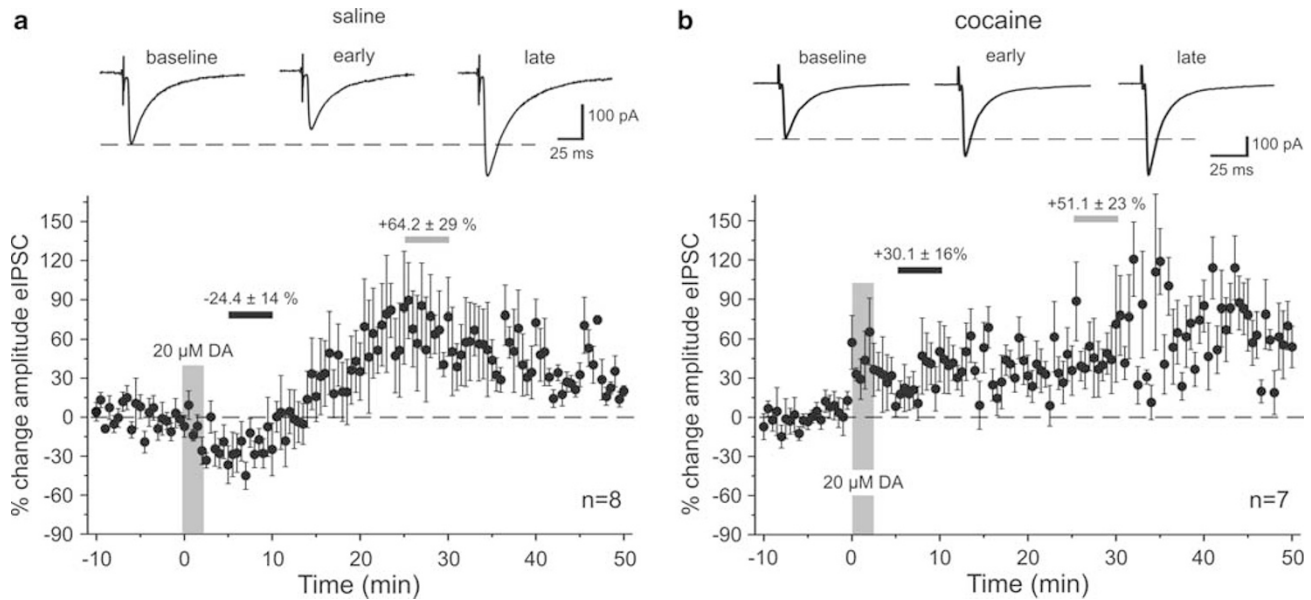 a
saline
baseline
early
late
100 pA
25 ms
% change amplitude eIPSC
150
120
90
60
30
0
-30
-60
-90
+64.2 ± 29 %
-24.4 ± 14 %
20 µM DA
n=8
-10
0
10
20
30
40
50
Time (min)
b
cocaine
baseline
early
late
100 pA
25 ms
% change amplitude eIPSC
150
120
90
60
30
0
-30
-60
-90
+51.1 ± 23 %
+30.1 ± 16%
20 µM DA
n=7
-10
0
10
20
30
40
50
Time (min)